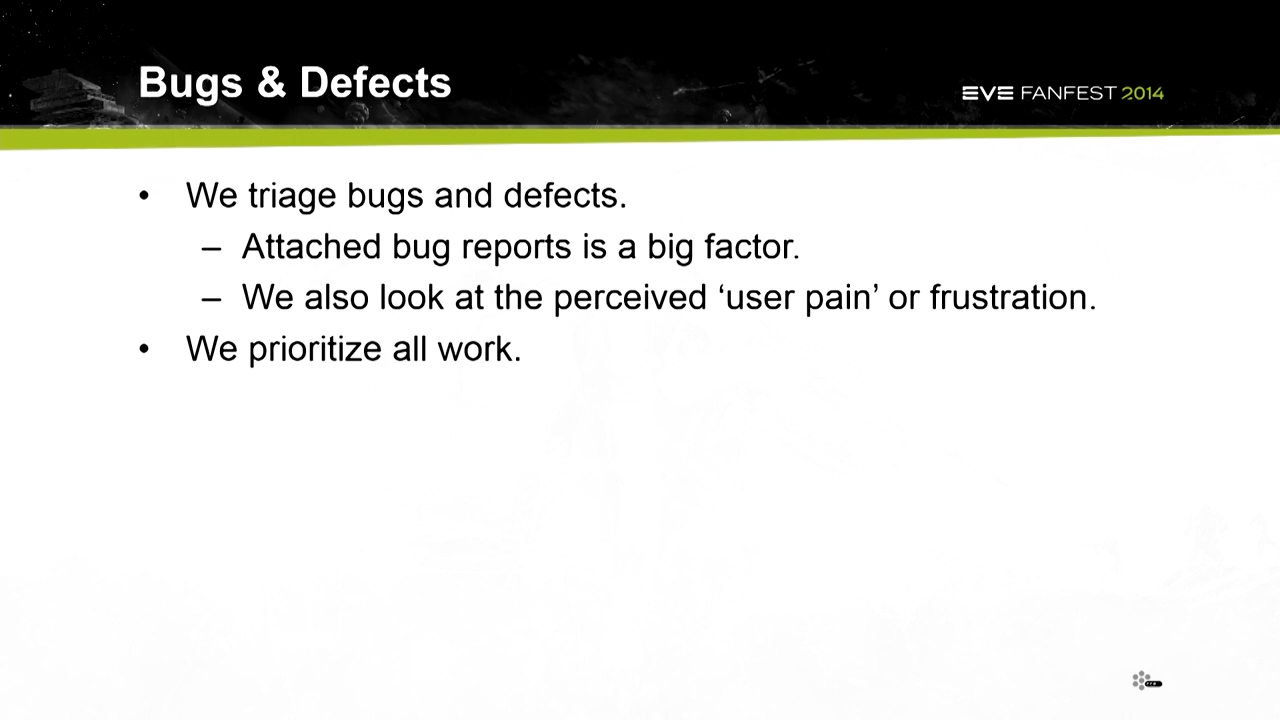 Bugs & Defects
EVE FANFEST 2014
• We triage bugs and defects.
– Attached bug reports is a big factor.
– We also look at the perceived ‘user pain’ or frustration.
• We prioritize all work.